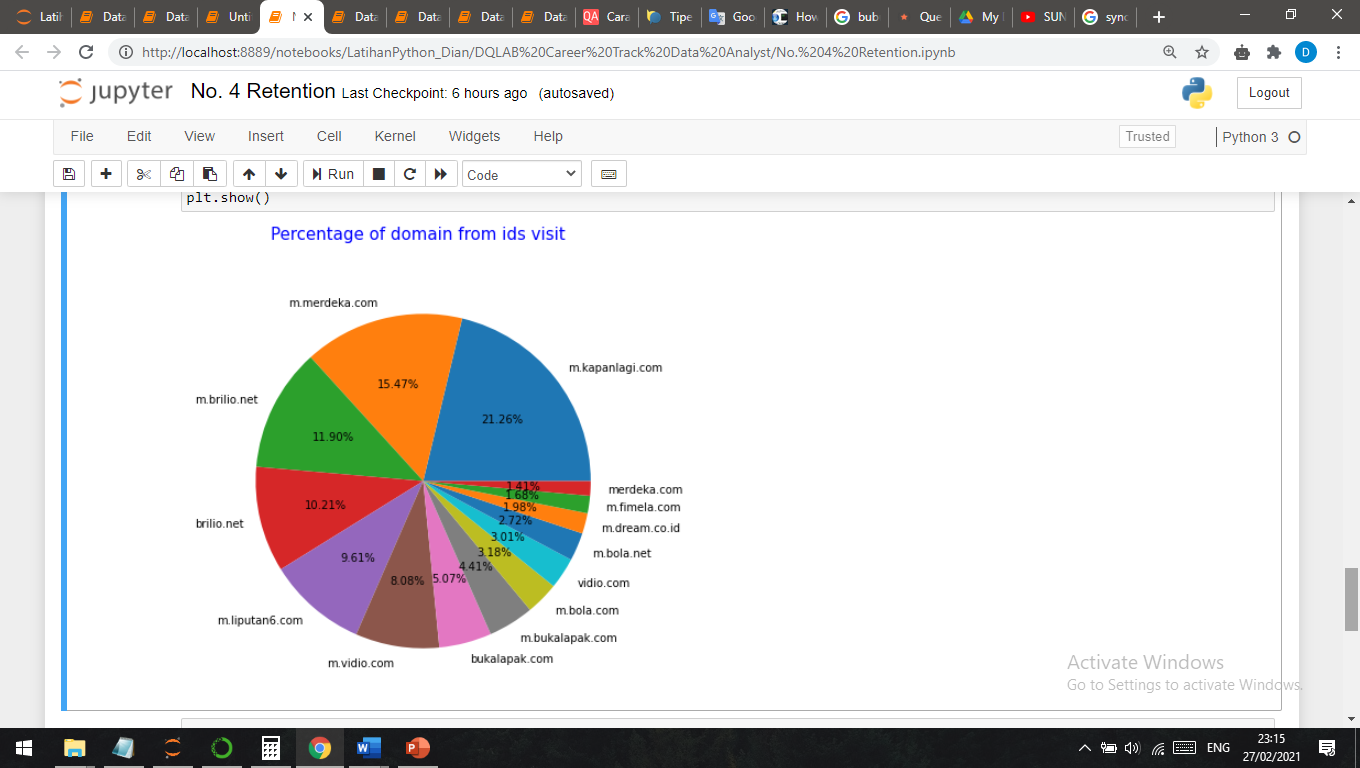 Latih
Data
Data
Unti
Data
Data
Data
Data
QA Cara
Tipe
Goo
How
bub
Que
My
SUN
sync
http://localhost:8889/notebooks/LatihanPython_Dian/DQLAB%20Career%20Track%20Data%20Analyst/No.%204%20Retention.ipynb
D
jupyter No. 4 Retention Last Checkpoint: 6 hours ago (autosaved)
Logout
File Edit View Insert Cell Kernel Widgets Help
Trusted
Python 3
Run
Code
plt.show()
Percentage of domain from ids visit
m.merdeka.com
m.kapanlagi.com
15.47%
m.brilio.net
21.26%
11.90%
1.41%
merdeka.com
1.68%
m.fimela.com
10.21%
1.98%
brilio.net
2.72%
m.dream.co.id
3.01%
m.bola.net
3.18%
9.61%
4.41%
8.08%
5.07%
vidio.com
m.bola.com
m.liputan6.com
m.bukalapak.com
bukalapak.com
m.vidio.com
Activate Windows
Go to Settings to activate Windows.
W
P
ENG
23:15
27/02/2021